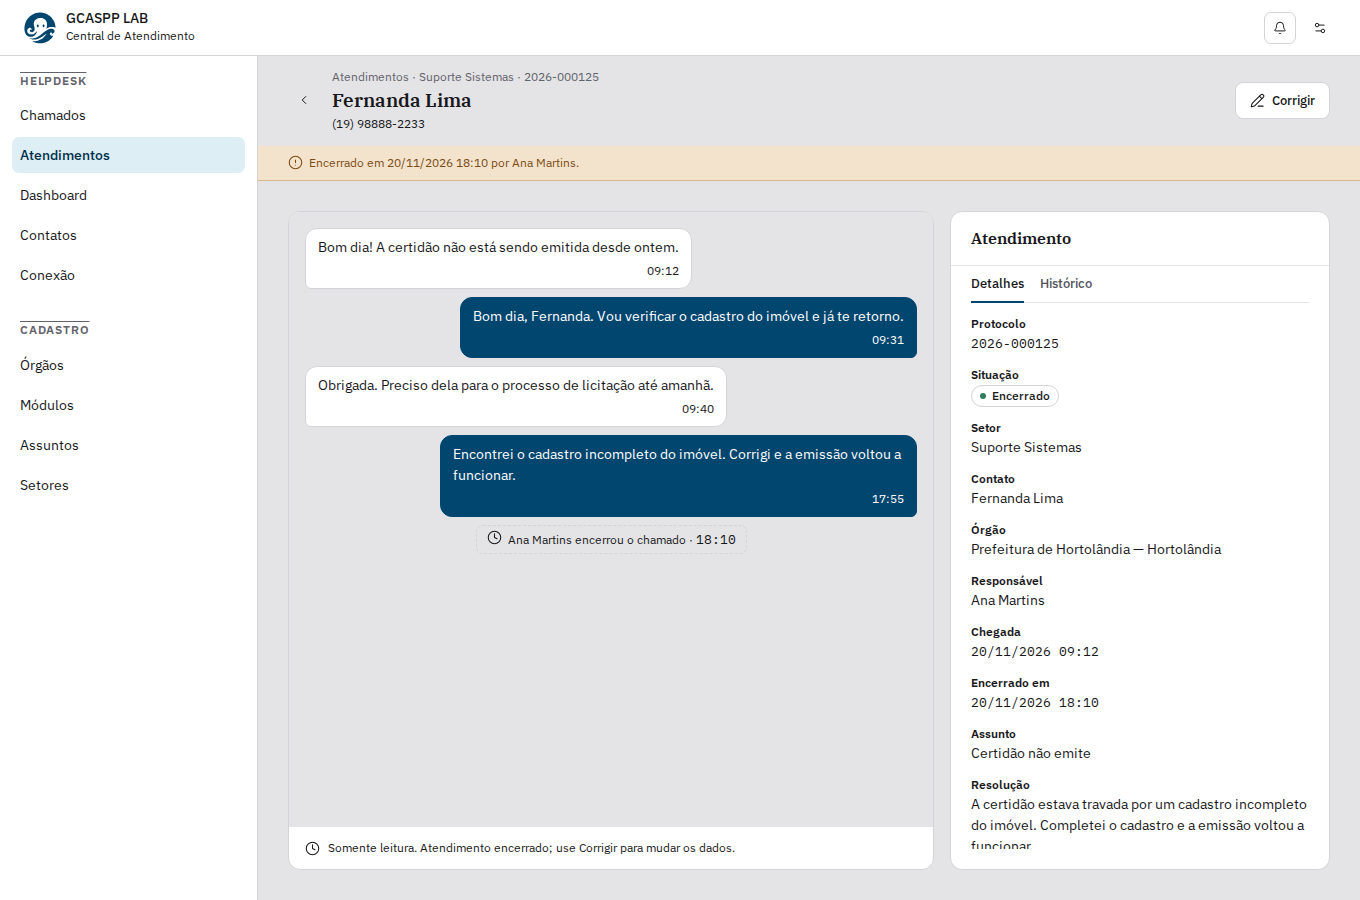 GCASPP LAB
Central de Atendimento
HELPDESK
Chamados
Atendimentos
Dashboard
Contatos
Conexão
CADASTRO
Órgãos
Módulos
Assuntos
Setores
Atendimentos · Suporte Sistemas · 2026-000125
Fernanda Lima
(19) 98888-2233
Corrigir
Encerrado em 20/11/2026 18:10 por Ana Martins.
Bom dia! A certidão não está sendo emitida desde ontem.
09:12
Bom dia, Fernanda. Vou verificar o cadastro do imóvel e já te retorno.
09:31
Obrigada. Preciso dela para o processo de licitação até amanhã.
09:40
Encontrei o cadastro incompleto do imóvel. Corrigi e a emissão voltou a
funcionar.
17:55
Ana Martins encerrou o chamado · 18:10
Somente leitura. Atendimento encerrado; use Corrigir para mudar os dados.
Atendimento
Detalhes Histórico
Protocolo
2026-000125
Situação
Encerrado
Setor
Suporte Sistemas
Contato
Fernanda Lima
Órgão
Prefeitura de Hortolândia — Hortolândia
Responsável
Ana Martins
Chegada
20/11/2026 09:12
Encerrado em
20/11/2026 18:10
Assunto
Certidão não emite
Resolução
A certidão estava travada por um cadastro incompleto
do imóvel. Completei o cadastro e a emissão voltou a
funcionar